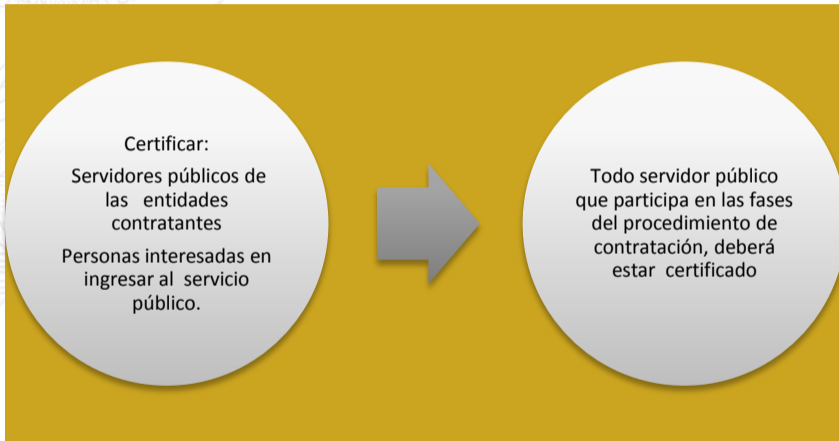 Certificar:
Servidores públicos de
las entidades
contratantes
Personas interesadas en
ingresar al servicio
público.
Todo servidor público
que participa en las fases
del procedimiento de
contratación, deberá
estar certificado